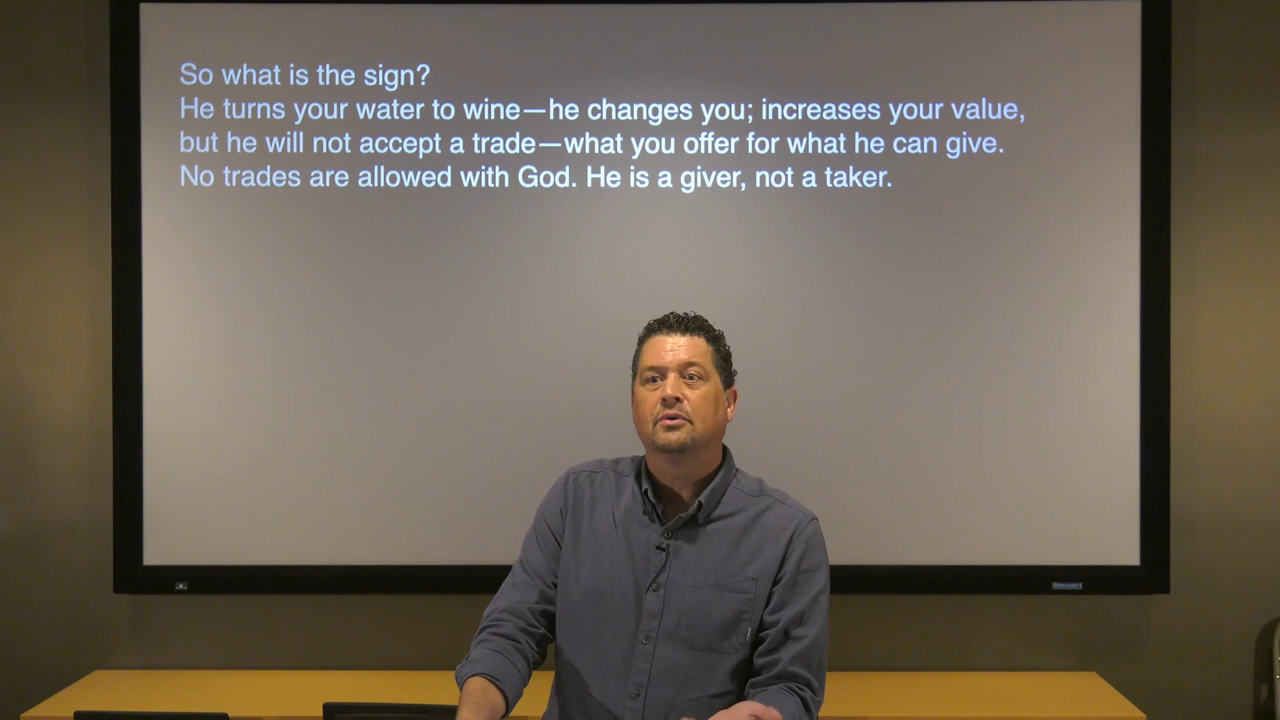 So what is the sign?
He turns your water to wine—he changes you; increases your value,
but he will not accept a trade—what you offer for what he can give.
No trades are allowed with God. He is a giver, not a taker.